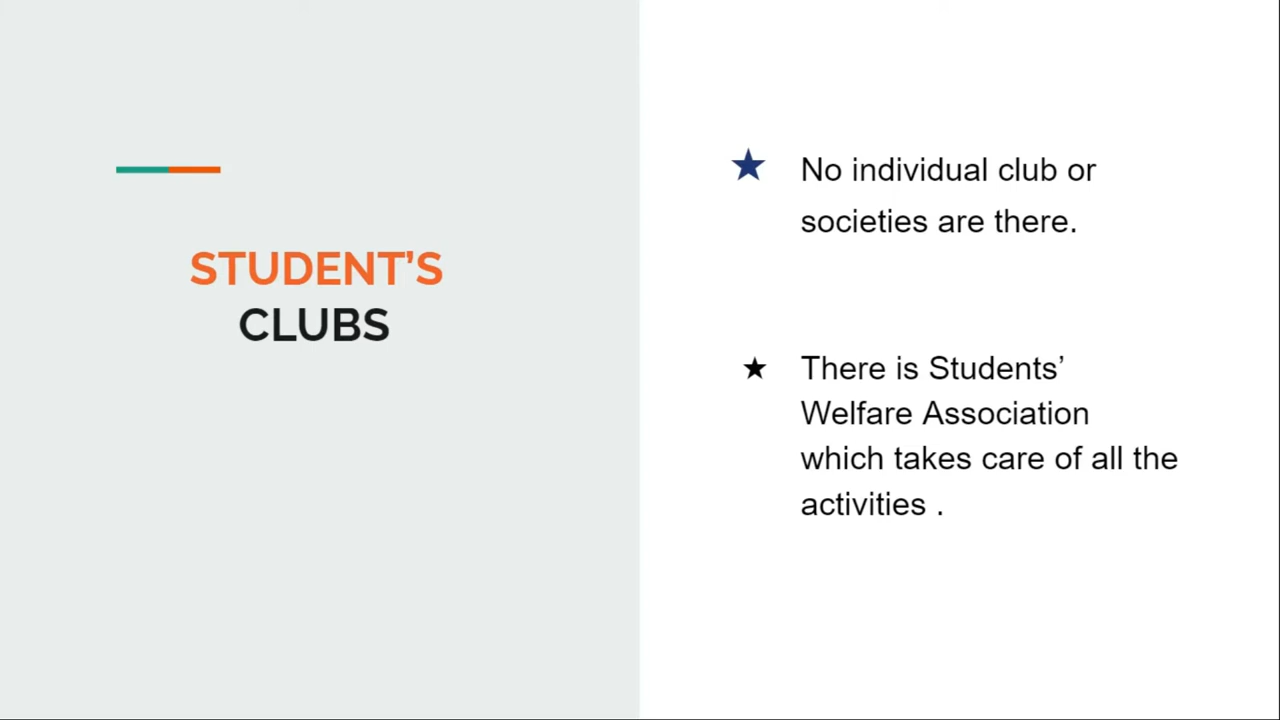 STUDENT’S
CLUBS
No individual club or
societies are there.
There is Students’
Welfare Association
which takes care of all the
activities .